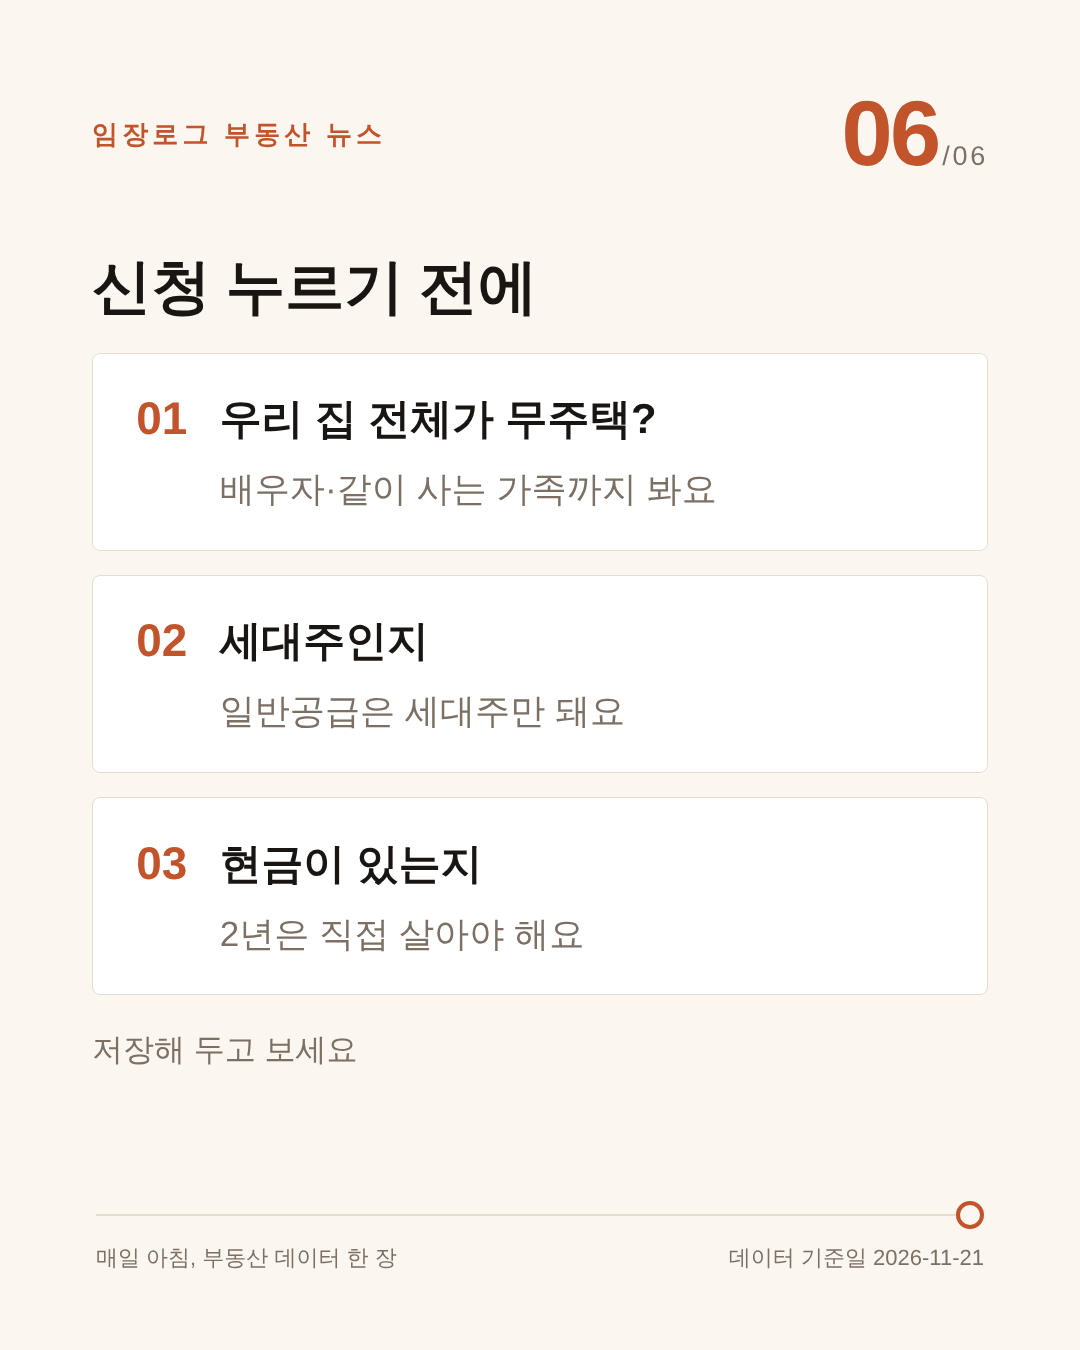 임장로그 부동산 뉴스
06/06
신청 누르기 전에
01 우리 집 전체가 무주택?
배우자·같이 사는 가족까지 봐요
02 세대주인지
일반공급은 세대주만 돼요
03 현금이 있는지
2년은 직접 살아야 해요
저장해 두고 보세요
매일 아침, 부동산 데이터 한 장
데이터 기준일 2026-11-21